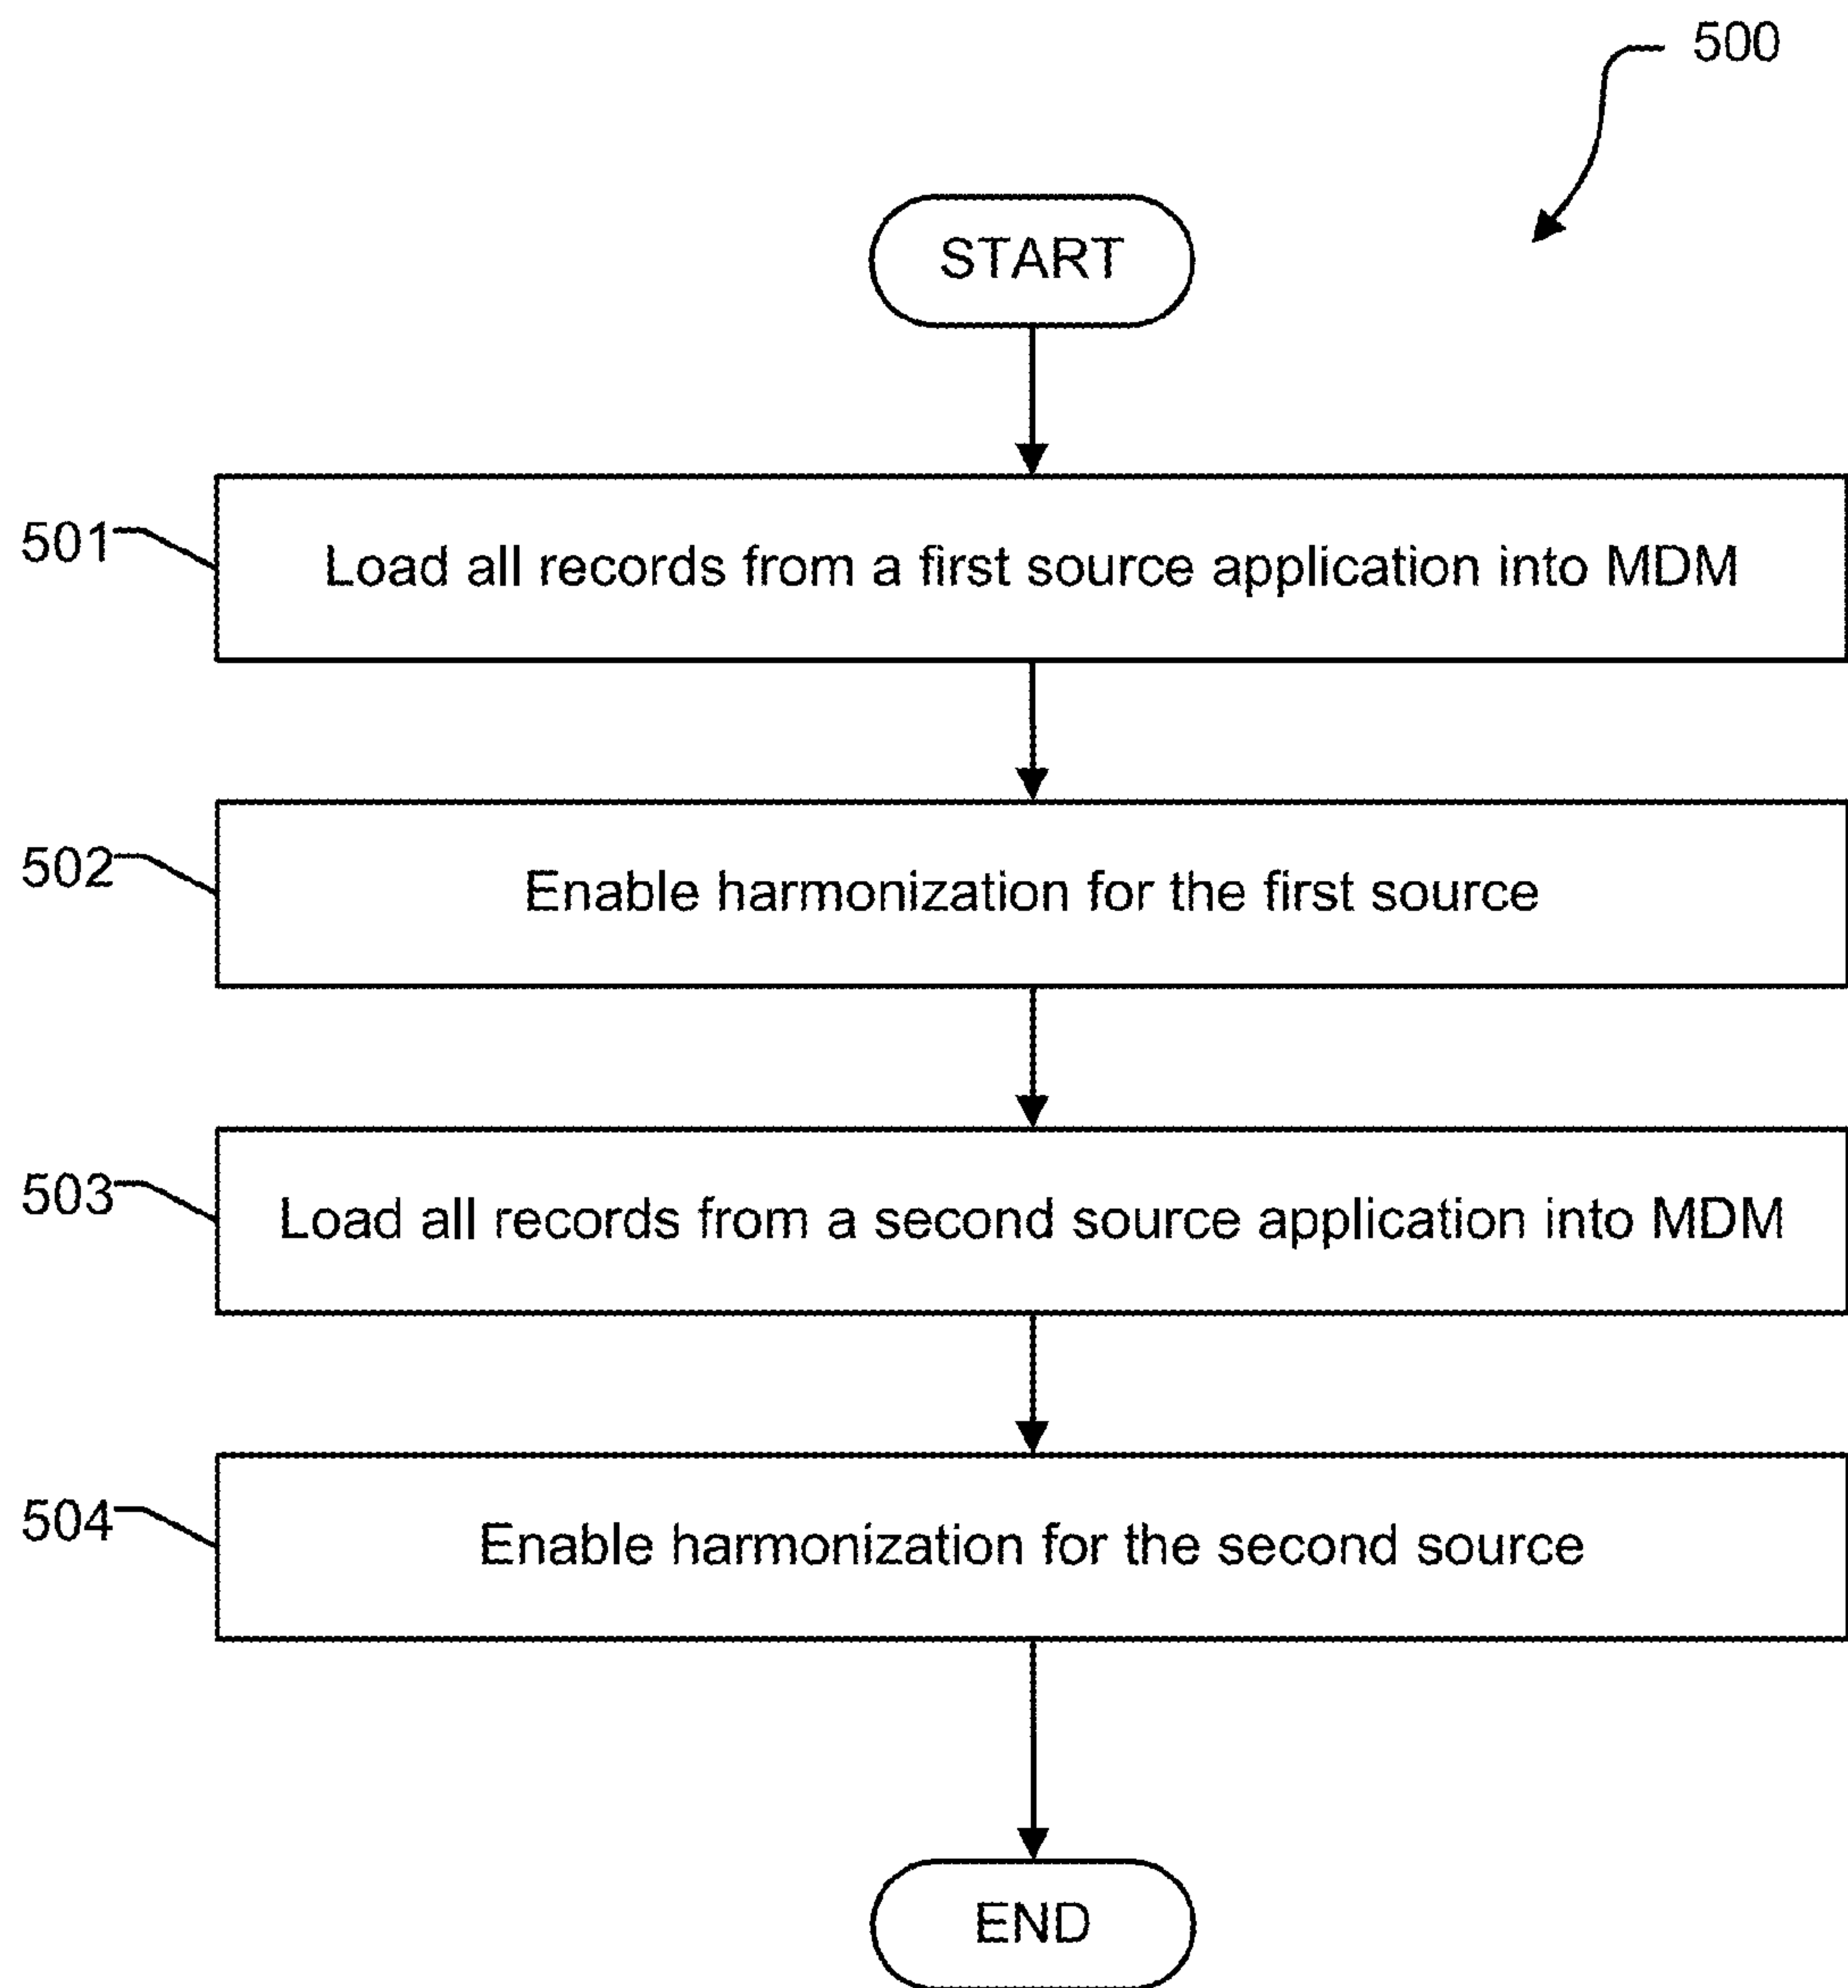 500
START
501
Load all records from a first source application into MDM
502
Enable harmonization for the first source
503
Load all records from a second source application into MDM
504
Enable harmonization for the second source
END